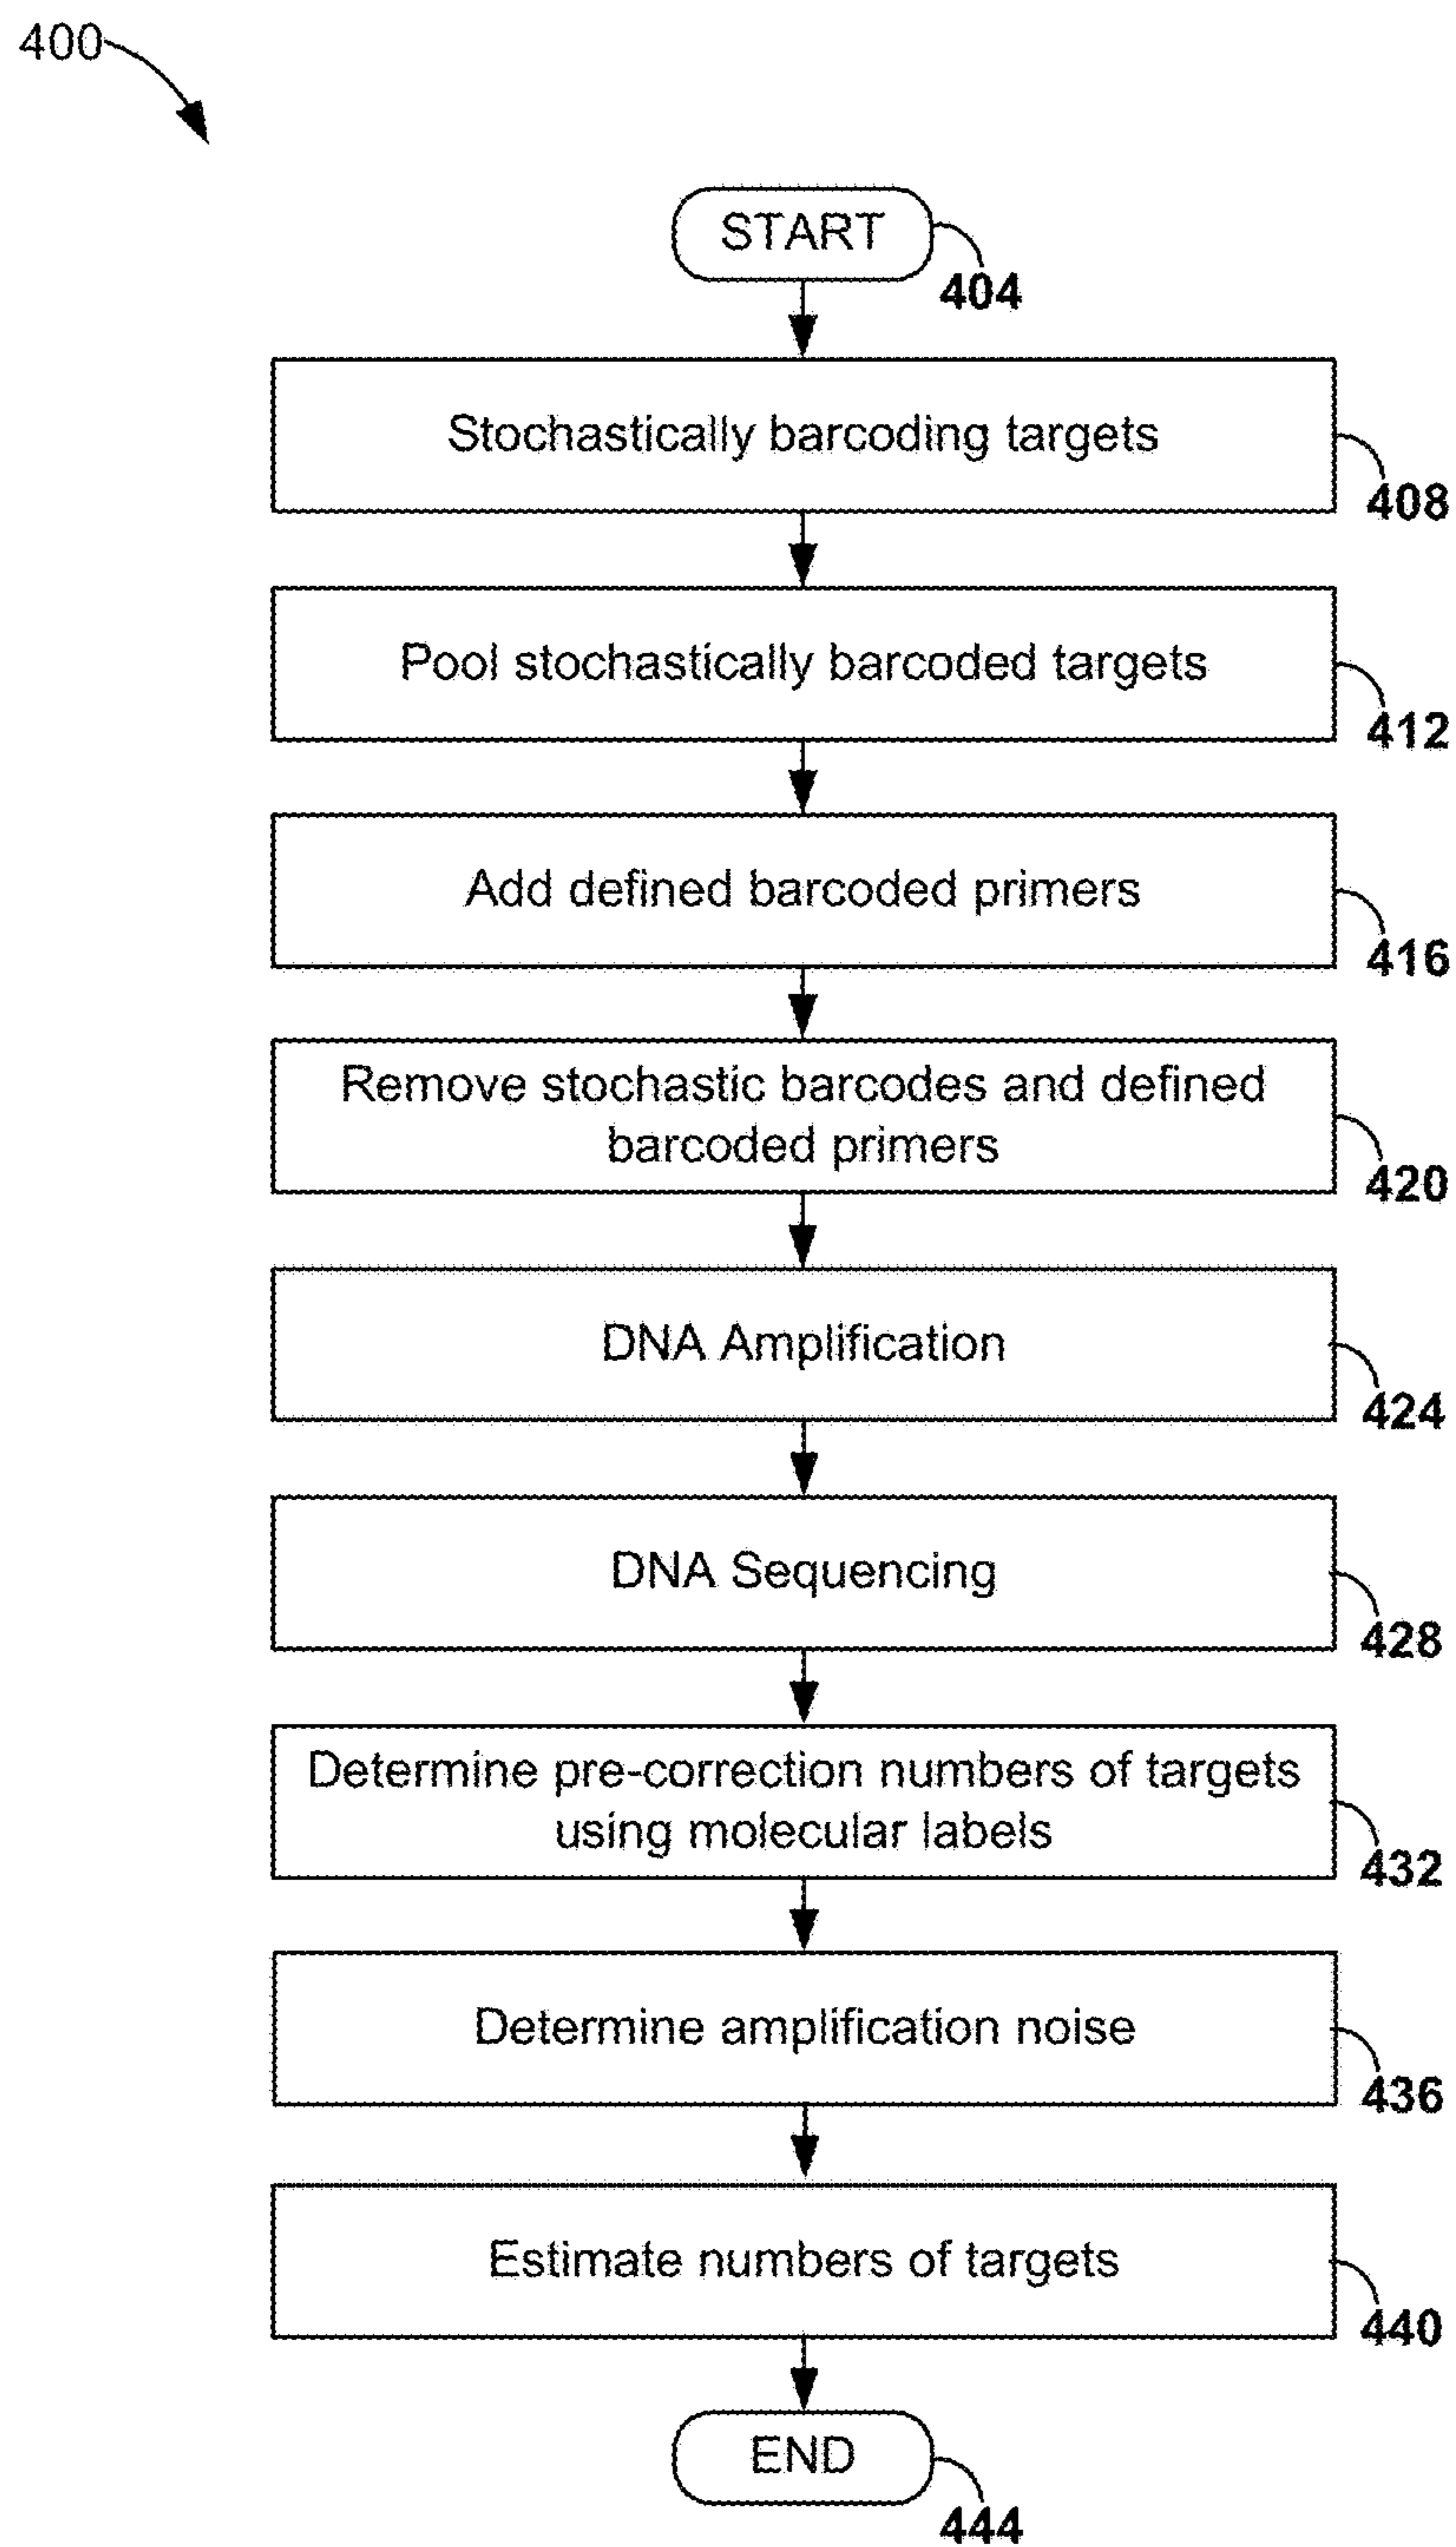 400
START
404
Stochastically barcoding targets
408
Pool stochastically barcoded targets
412
Add defined barcoded primers
416
Remove stochastic barcodes and defined
barcoded primers
420
DNA Amplification
424
DNA Sequencing
428
Determine pre-correction numbers of targets
using molecular labels
432
Determine amplification noise
436
Estimate numbers of targets
440
END
444